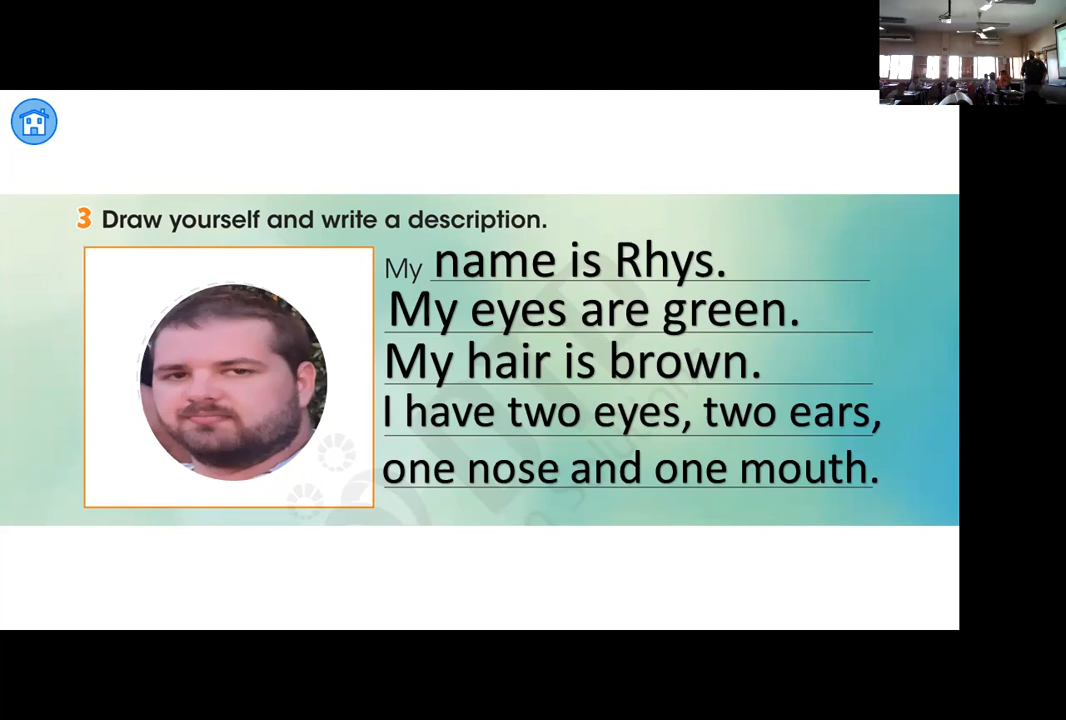 3 Draw yourself and write a description.
My name is Rhys.
My eyes are green.
My hair is brown.
I have two eyes, two ears,
one nose and one mouth.